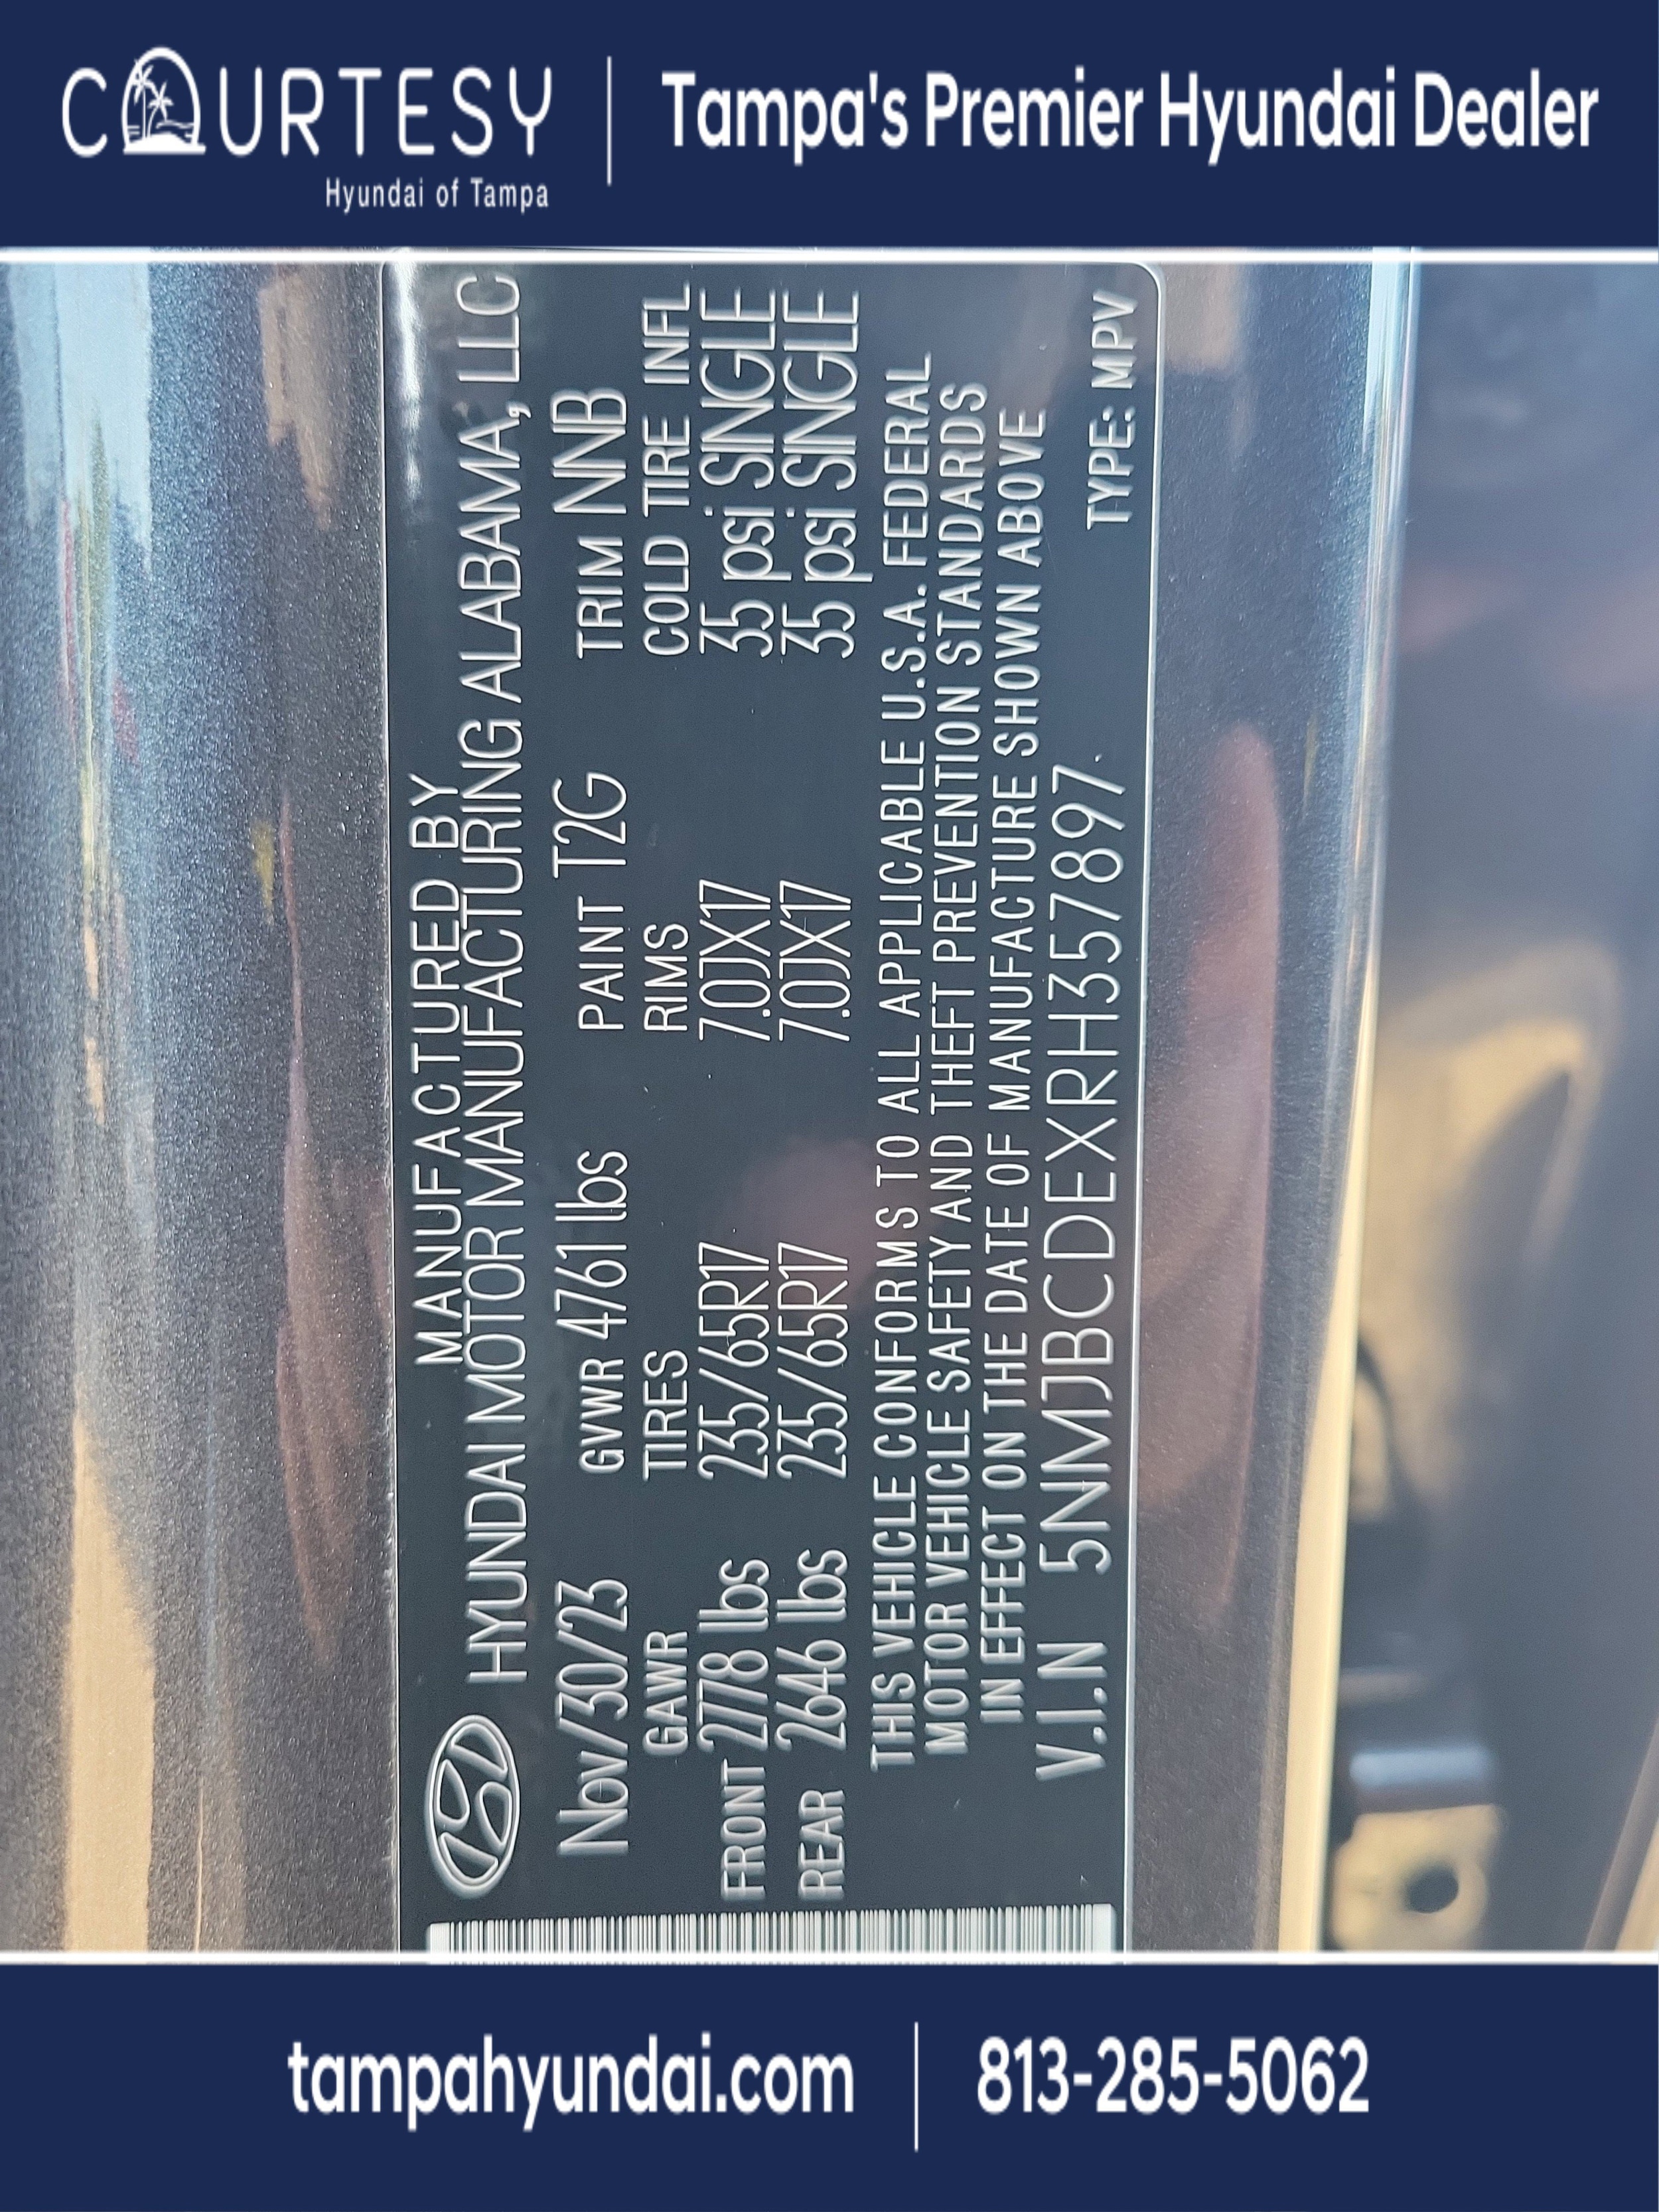 COURTESY
Hyundai of Tampa
Tampa's Premier Hyundai Dealer
MANUFACTURED BY
HYUNDAI MOTOR MANUFACTURING ALABAMA, LLC
Nov/30/23 GVWR 4761 lbs PAINT T2G TRIM NNB
GAWR TIRES RIMS COLD TIRE INFL
FRONT 2778 lbs 235/65R17 7.0JX17 35 psi SINGLE
REAR 2646 lbs 235/65R17 7.0JX17 35 psi SINGLE
THIS VEHICLE CONFORMS TO ALL APPLICABLE U.S.A. FEDERAL
MOTOR VEHICLE SAFETY AND THEFT PREVENTION STANDARDS
IN EFFECT ON THE DATE OF MANUFACTURE SHOWN ABOVE
V.I.N 5NMJBCDEXRH357897 TYPE: MPV
tampahyundai.com
813-285-5062